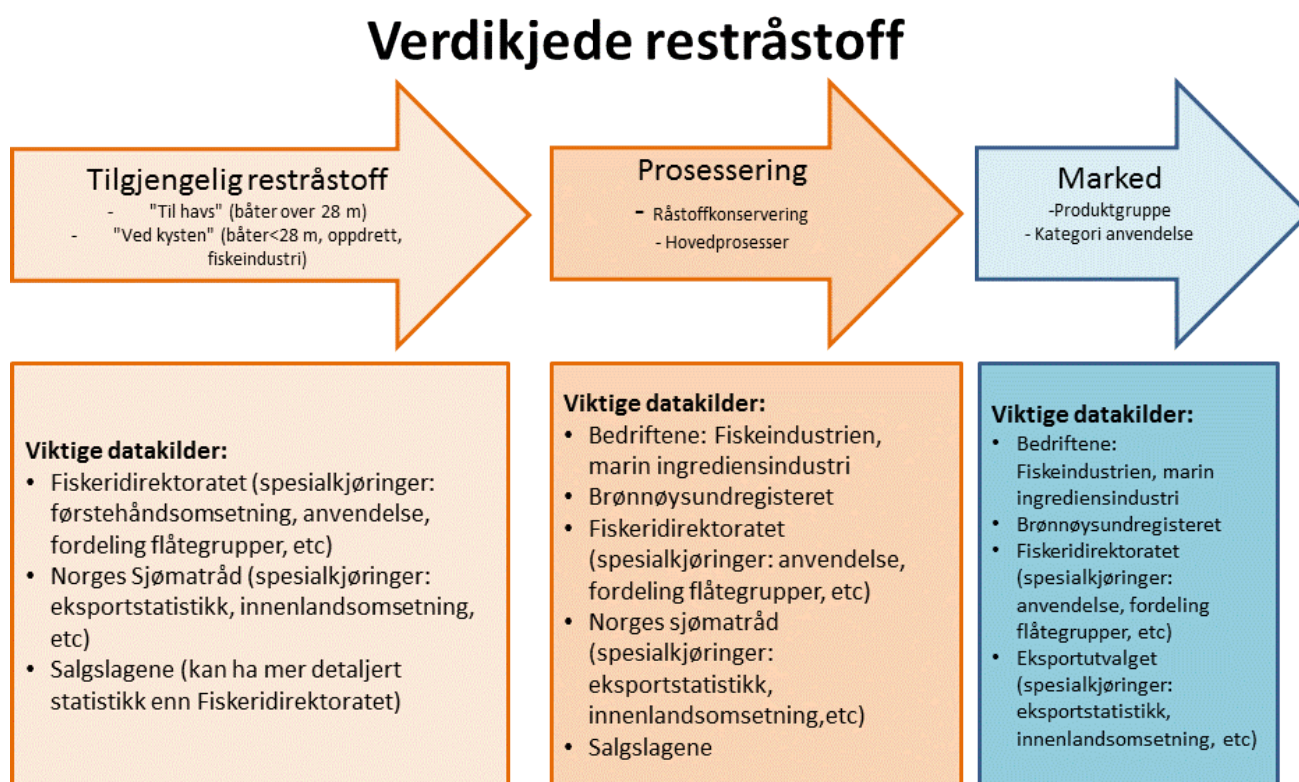 Verdikjede restråstoff
Tilgjengelig restråstoff
- "Til havs" (båter over 28 m)
- "Ved kysten" (båter<28 m, oppdrett,
fiskeindustri)
Prosessering
- Råstoffkonservering
- Hovedprosesser
Marked
-Produktgruppe
- Kategori anvendelse
Viktige datakilder:
• Fiskeridirektoratet (spesialkjøringer:
førstehåndsomsetning, anvendelse,
fordeling flåtegrupper, etc)
• Norges Sjømatråd (spesialkjøringer:
eksportstatistikk, innenlandsomsetning,
etc)
• Salgslagene (kan ha mer detaljert
statistikk enn Fiskeridirektoratet)
Viktige datakilder:
• Bedriftene: Fiskeindustrien,
marin ingrediensindustri
• Brønnøysundregisteret
• Fiskeridirektoratet
(spesialkjøringer: anvendelse,
fordeling flåtegrupper, etc)
• Norges sjømatråd
(spesialkjøringer:
eksportstatistikk,
innenlandsomsetning,etc)
• Salgslagene
Viktige datakilder:
• Bedriftene:
Fiskeindustrien, marin
ingrediensindustri
• Brønnøysundregisteret
• Fiskeridirektoratet
(spesialkjøringer:
anvendelse, fordeling
flåtegrupper, etc)
• Eksportutvalget
(spesialkjøringer:
eksportstatistikk,
innenlandsomsetning, etc)